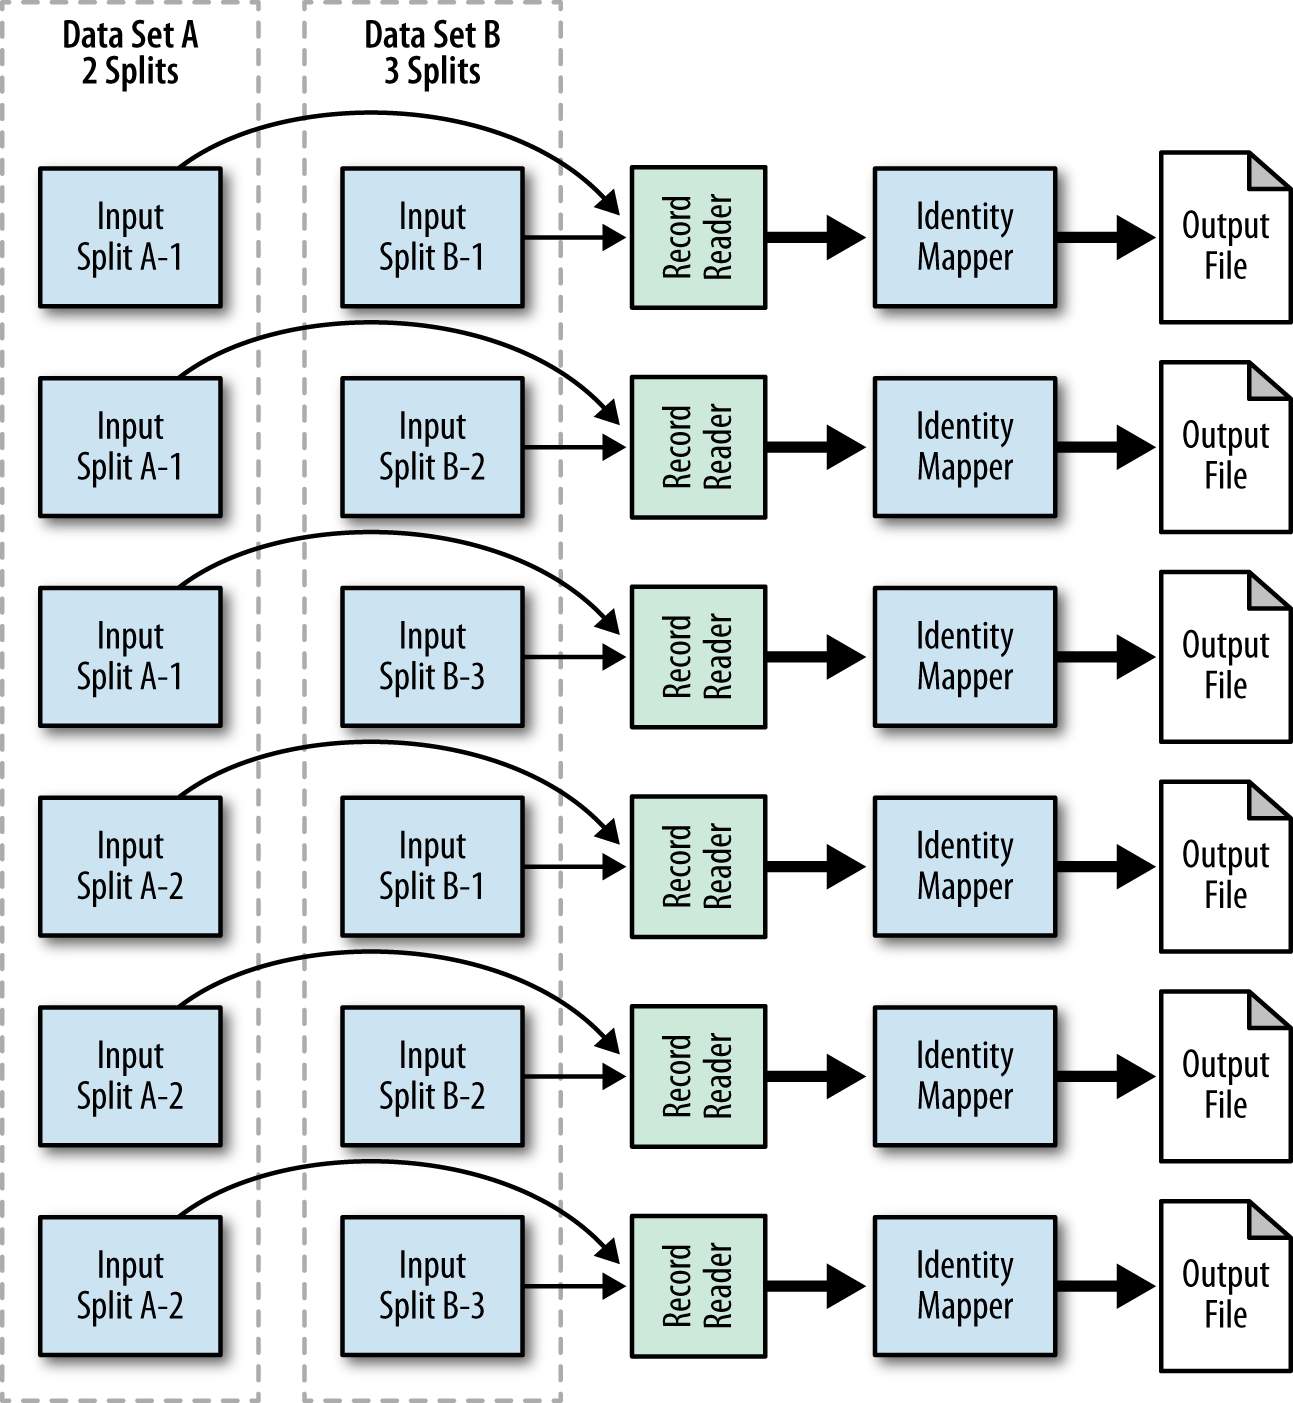 Data Set A
2 Splits
Data Set B
3 Splits
Input
Split A-1
Input
Split B-1
Record
Reader
Identity
Mapper
Output
File
Input
Split A-1
Input
Split B-2
Record
Reader
Identity
Mapper
Output
File
Input
Split A-1
Input
Split B-3
Record
Reader
Identity
Mapper
Output
File
Input
Split A-2
Input
Split B-1
Record
Reader
Identity
Mapper
Output
File
Input
Split A-2
Input
Split B-2
Record
Reader
Identity
Mapper
Output
File
Input
Split A-2
Input
Split B-3
Record
Reader
Identity
Mapper
Output
File